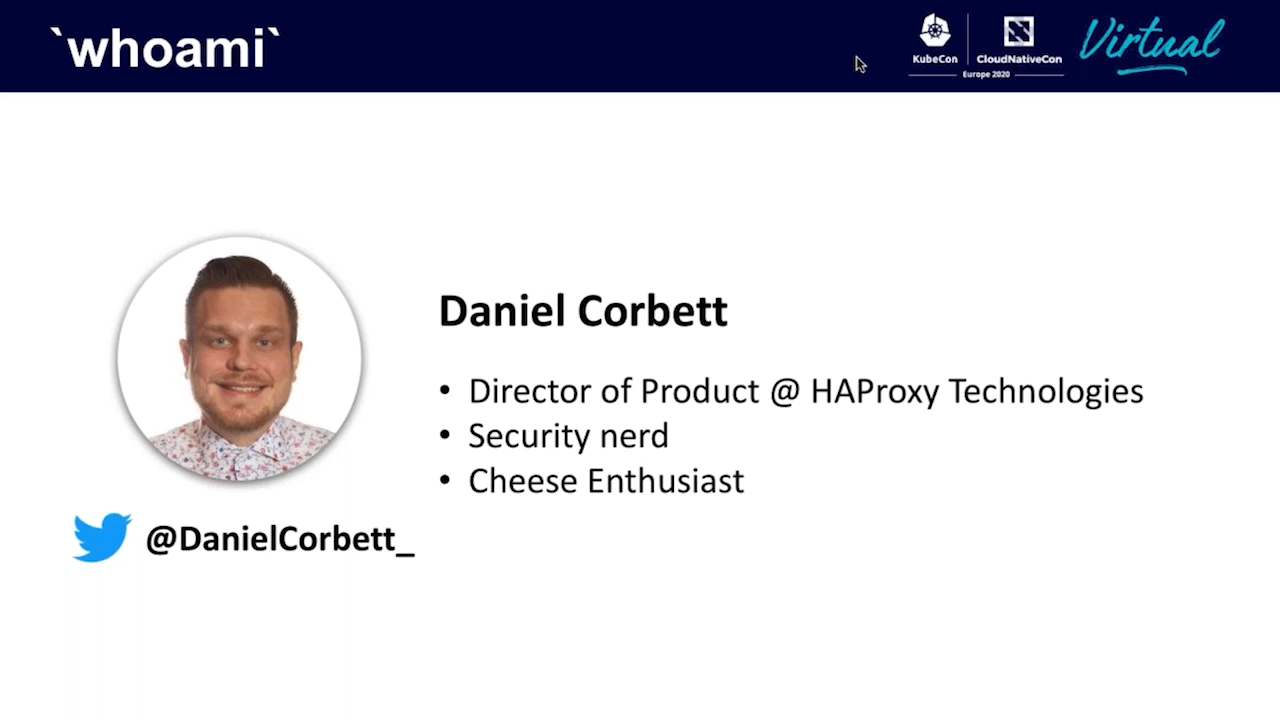 `whoami`
KubeCon
CloudNativeCon
Europe 2020
Virtual
Daniel Corbett
• Director of Product @ HAProxy Technologies
• Security nerd
• Cheese Enthusiast
@DanielCorbett_